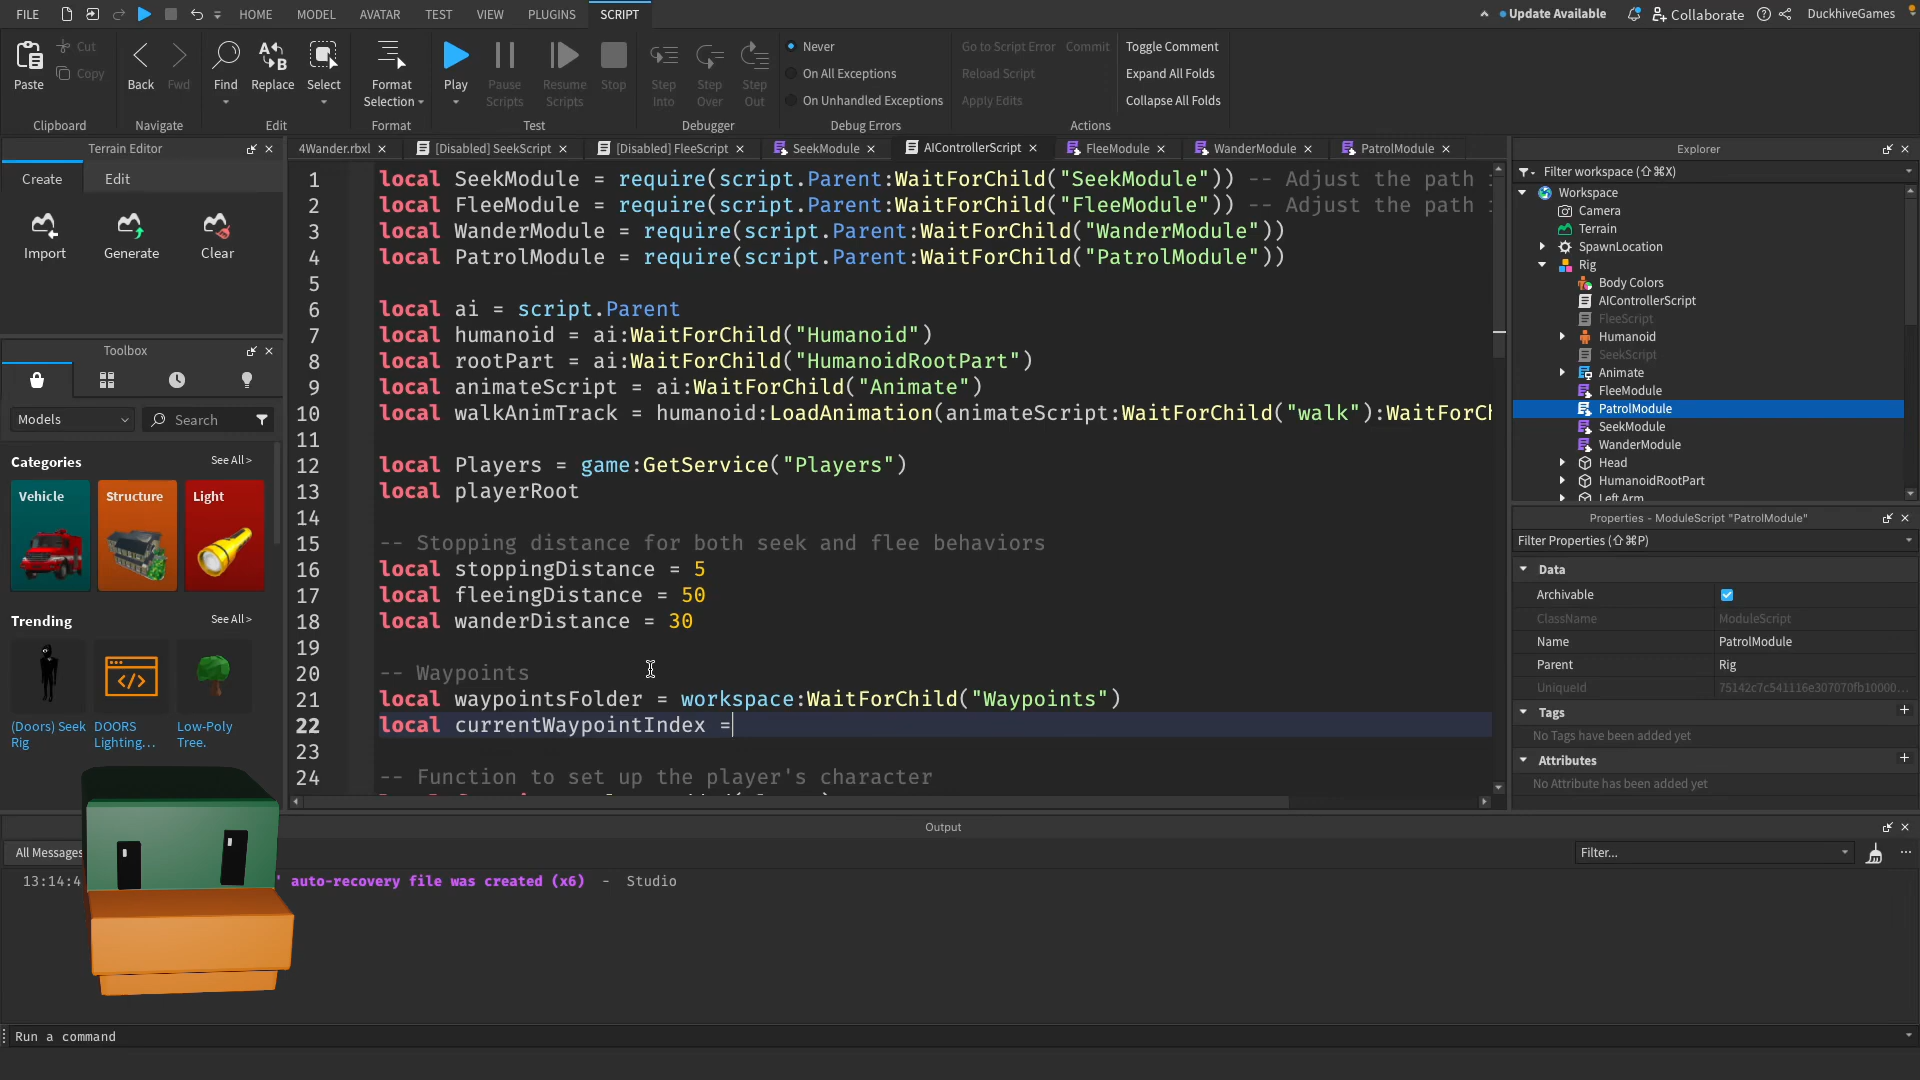 FILE HOME MODEL AVATAR TEST VIEW PLUGINS SCRIPT Update Available Collaborate DuckhiveGames
Paste Cut Copy Back Fwd Find Replace Select Format Selection Play Pause Scripts Resume Scripts Stop Step Into Step Over Step Out
Never
On All Exceptions
On Unhandled Exceptions
Go to Script Error Commit
Reload Script
Apply Edits
Toggle Comment
Expand All Folds
Collapse All Folds
Clipboard Navigate Edit Format Test Debugger Debug Errors Actions
Terrain Editor
Create Edit
Import Generate Clear
Toolbox
Models Search
Categories See All >
Vehicle Structure Light
Trending See All >
(Doors) Seek Rig
DOORS Lighting...
Low-Poly Tree.
4Wander.rbxl [Disabled] SeekScript [Disabled] FleeScript SeekModule AIControllerScript FleeModule WanderModule PatrolModule
1 local SeekModule = require(script.Parent:WaitForChild("SeekModule")) -- Adjust the path
2 local FleeModule = require(script.Parent:WaitForChild("FleeModule")) -- Adjust the path
3 local WanderModule = require(script.Parent:WaitForChild("WanderModule"))
4 local PatrolModule = require(script.Parent:WaitForChild("PatrolModule"))
5
6 local ai = script.Parent
7 local humanoid = ai:WaitForChild("Humanoid")
8 local rootPart = ai:WaitForChild("HumanoidRootPart")
9 local animateScript = ai:WaitForChild("Animate")
10 local walkAnimTrack = humanoid:LoadAnimation(animateScript:WaitForChild("walk"):WaitForCh
11
12 local Players = game:GetService("Players")
13 local playerRoot
14
15 -- Stopping distance for both seek and flee behaviors
16 local stoppingDistance = 5
17 local fleeingDistance = 50
18 local wanderDistance = 30
19
20 -- Waypoints
21 local waypointsFolder = workspace:WaitForChild("Waypoints")
22 local currentWaypointIndex =
23
24 -- Function to set up the player's character
Explorer
Filter workspace (⇧⌘X)
Workspace
Camera
Terrain
SpawnLocation
Rig
Body Colors
AIControllerScript
FleeScript
Humanoid
SeekScript
Animate
FleeModule
PatrolModule
SeekModule
WanderModule
Head
HumanoidRootPart
Left Arm
Properties - ModuleScript "PatrolModule"
Filter Properties (⇧⌘P)
Data
Archivable
ClassName ModuleScript
Name PatrolModule
Parent Rig
UniqueId 75142c7c541116e307070fb10000...
Tags
No Tags have been added yet
Attributes
No Attribute has been added yet
Output
All Messages Filter...
13:14:4 ' auto-recovery file was created (x6) - Studio
Run a command